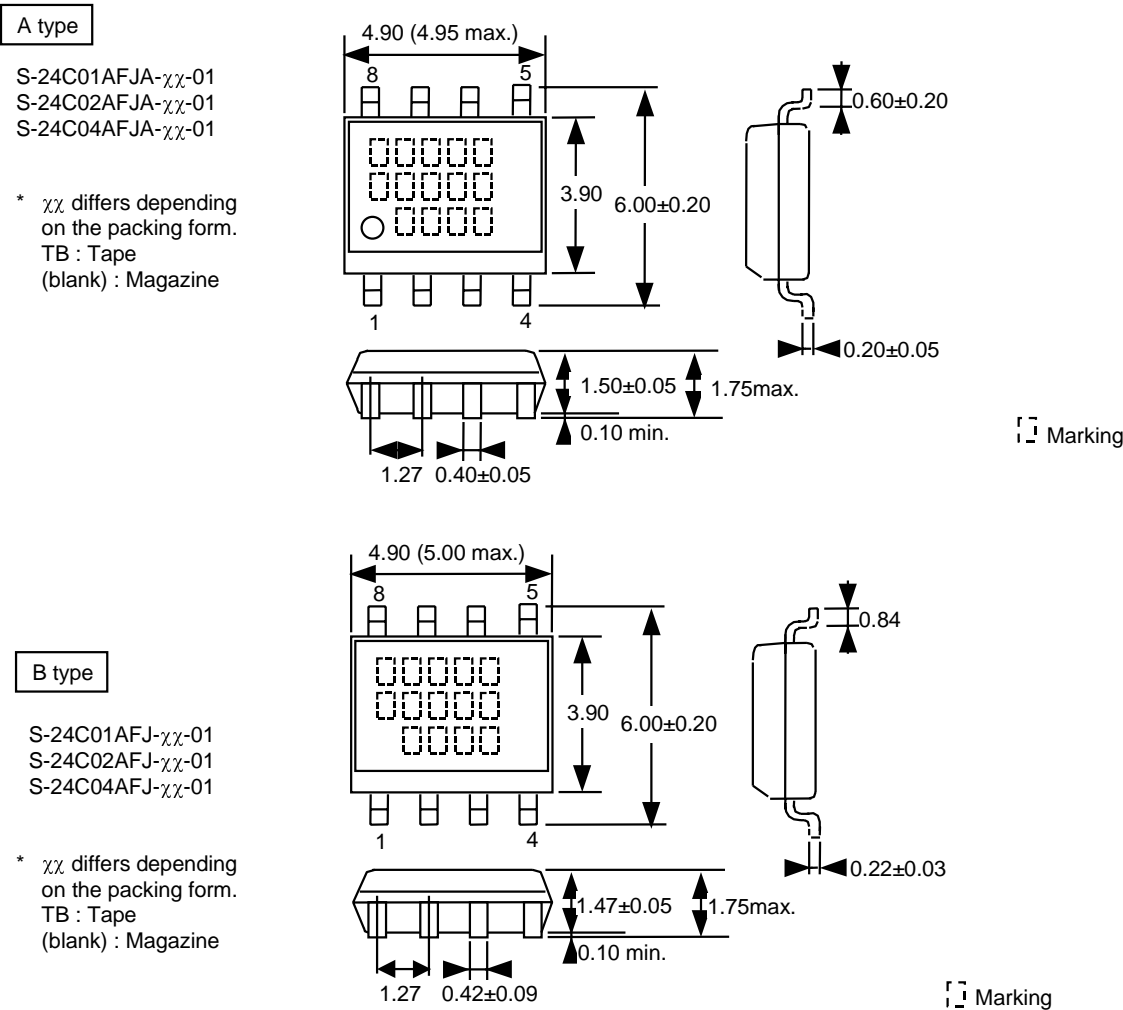 A type
S-24C01AFJA-χχ-01
S-24C02AFJA-χχ-01
S-24C04AFJA-χχ-01
* χχ differs depending
on the packing form.
TB : Tape
(blank) : Magazine
4.90 (4.95 max.)
8
5
3.90
6.00±0.20
1
4
0.60±0.20
0.20±0.05
1.50±0.05
1.75max.
0.10 min.
1.27
0.40±0.05
Marking
B type
S-24C01AFJ-χχ-01
S-24C02AFJ-χχ-01
S-24C04AFJ-χχ-01
* χχ differs depending
on the packing form.
TB : Tape
(blank) : Magazine
4.90 (5.00 max.)
8
5
3.90
6.00±0.20
1
4
0.84
0.22±0.03
1.47±0.05
1.75max.
0.10 min.
1.27
0.42±0.09
Marking